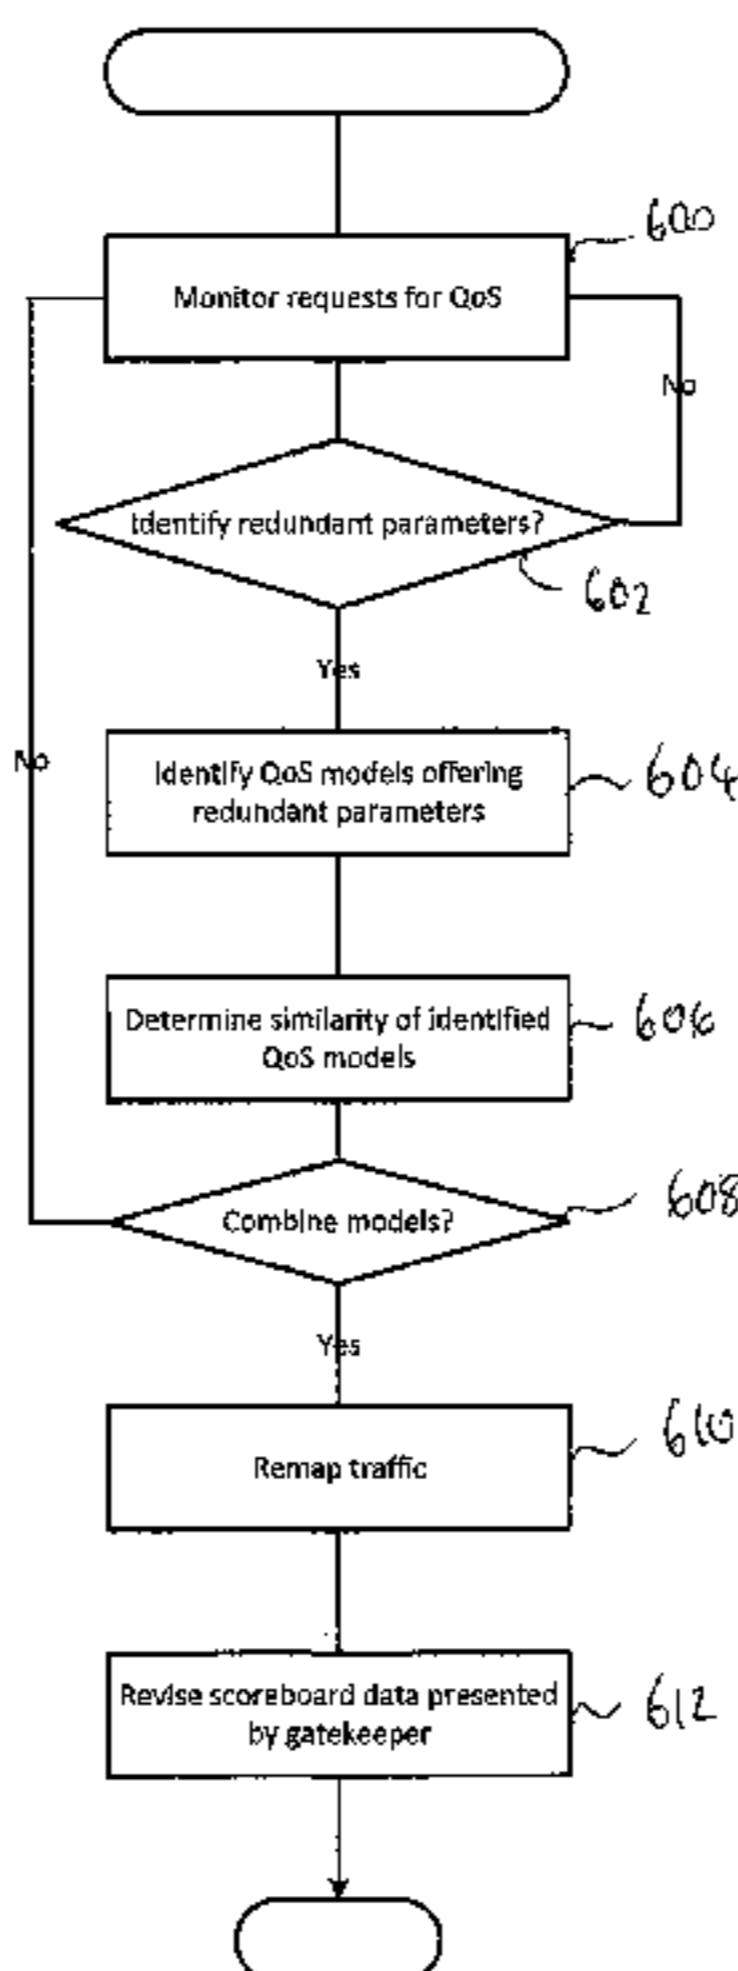 600
Monitor requests for QoS
No
Identify redundant parameters?
602
Yes
No
Identify QoS models offering
redundant parameters
604
Determine similarity of identified
QoS models
606
608
Combine models?
Yes
Remap traffic
610
Revise scoreboard data presented
by gatekeeper
612